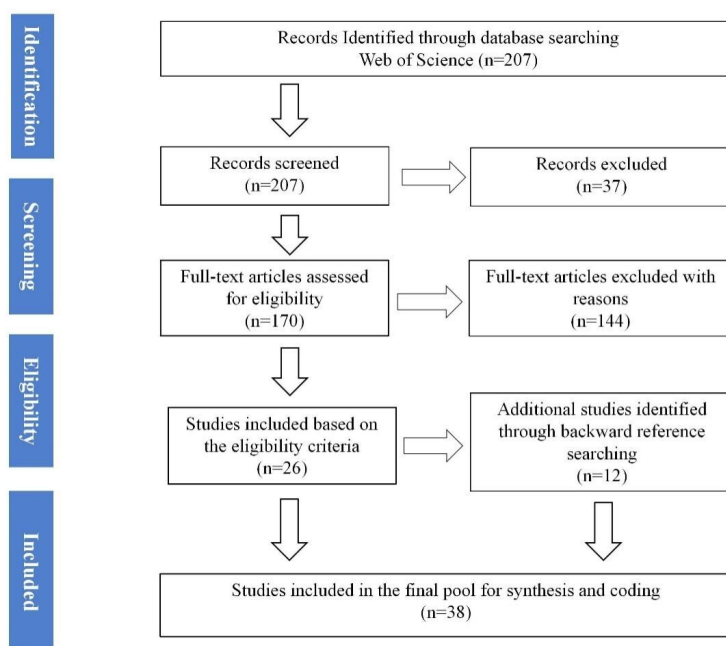 Identification
Records Identified through database searching
Web of Science (n=207)
Records screened
(n=207)
Records excluded
(n=37)
Screening
Full-text articles assessed
for eligibility
(n=170)
Full-text articles excluded with
reasons
(n=144)
Eligibility
Studies included based on
the eligibility criteria
(n=26)
Additional studies identified
through backward reference
searching
(n=12)
Included
Studies included in the final pool for synthesis and coding
(n=38)